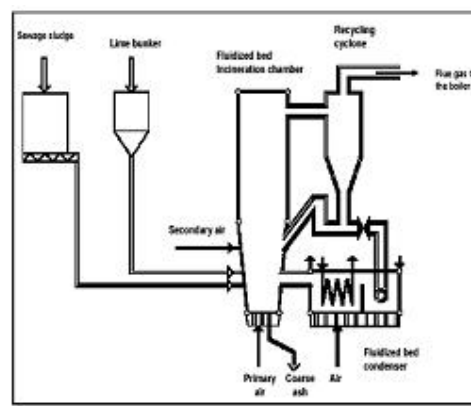 Sewage sludge
Lime bunker
Fluidized bed
Incineration chamber
Recycling
cyclone
Flue gas t
the boiler
Secondary air
Fluidized bed
condenser
Primary
air
Coarse
ash
Air